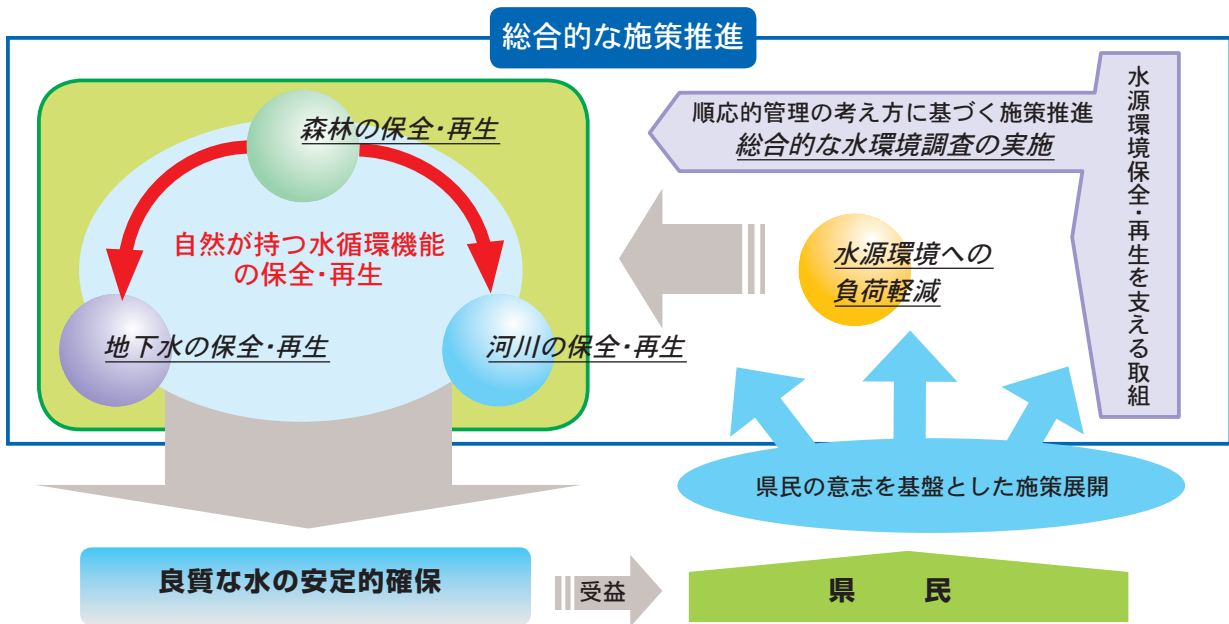 総合的な施策推進
森林の保全・再生
自然が持つ水循環機能
の保全・再生
地下水の保全・再生
河川の保全・再生
順応的管理の考え方に基づく施策推進
総合的な水環境調査の実施
水源環境保全・再生を支える取組
水源環境への
負荷軽減
県民の意志を基盤とした施策展開
良質な水の安定的確保
受益
県　民